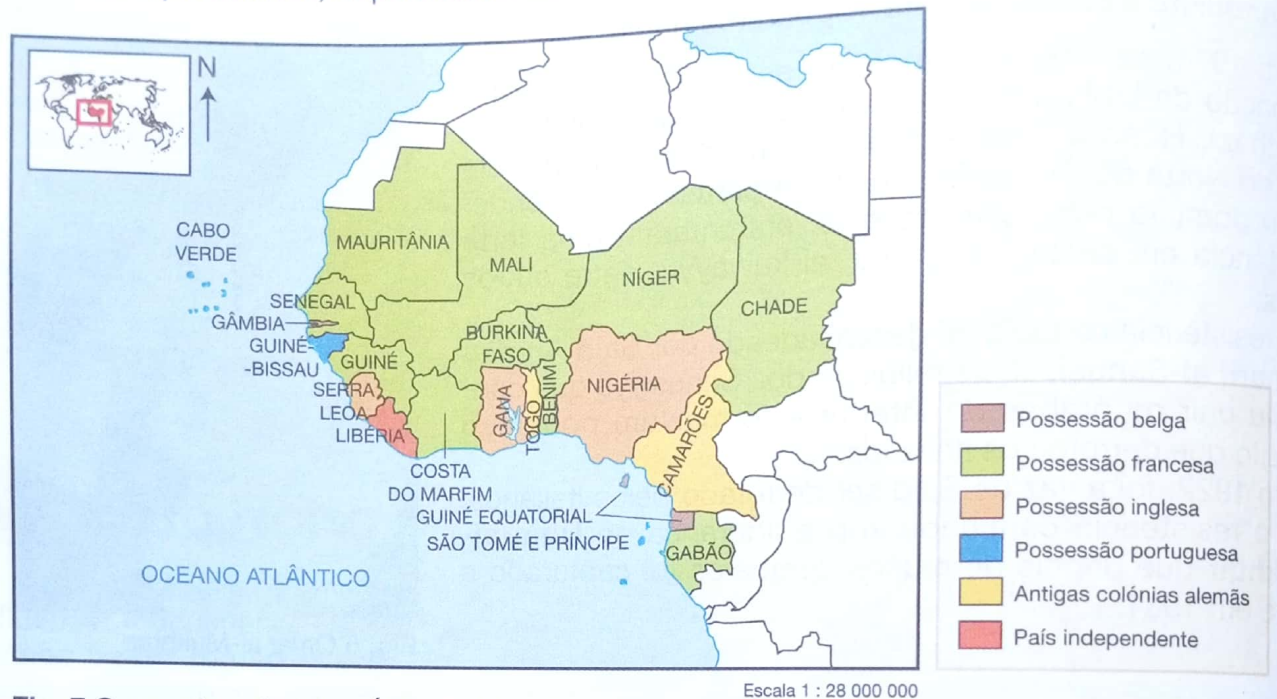 N
CABO
VERDE
MAURITÂNIA
MALI
NÍGER
CHADE
SENEGAL
GÂMBIA
GUINÉ-
-BISSAU
GUINÉ
BURKINA
FASO
BENIM
NIGÉRIA
SERRA
LEOA
LIBÉRIA
GANA
TOGO
CAMARÕES
COSTA
DO MARFIM
GUINÉ EQUATORIAL
SÃO TOMÉ E PRÍNCIPE
GABÃO
OCEANO ATLÂNTICO
Possessão belga
Possessão francesa
Possessão inglesa
Possessão portuguesa
Antigas colónias alemãs
País independente
Escala 1 : 28 000 000